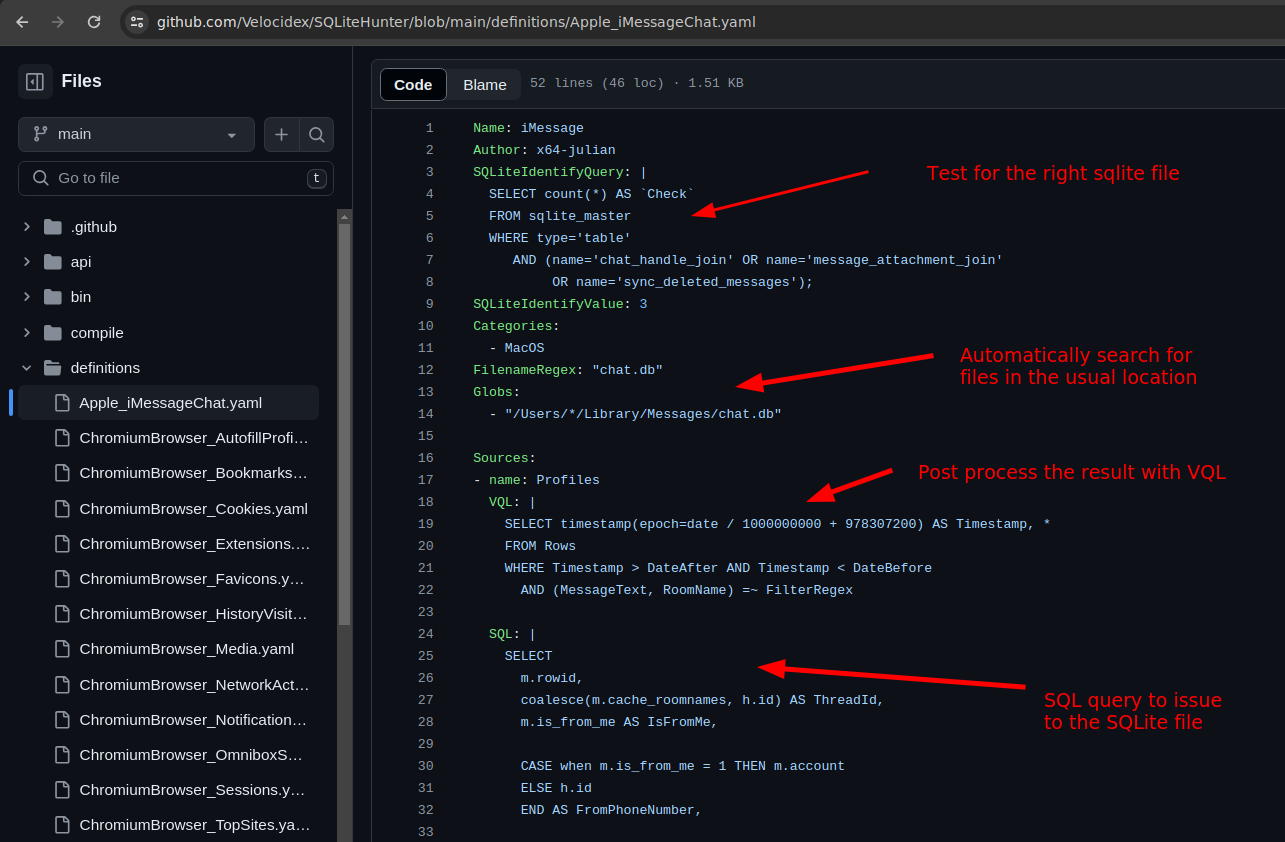 github.com/Velocidex/SQLiteHunter/blob/main/definitions/Apple_iMessageChat.yaml
Files
main
Go to file
t
.github
api
bin
compile
definitions
Apple_iMessageChat.yaml
ChromiumBrowser_AutofillProfi…
ChromiumBrowser_Bookmarks…
ChromiumBrowser_Cookies.yaml
ChromiumBrowser_Extensions.…
ChromiumBrowser_Favicons.y…
ChromiumBrowser_HistoryVisit…
ChromiumBrowser_Media.yaml
ChromiumBrowser_NetworkAct…
ChromiumBrowser_Notification…
ChromiumBrowser_OmniboxS…
ChromiumBrowser_Sessions.y…
ChromiumBrowser_TopSites.ya…
Code Blame 52 lines (46 loc) · 1.51 KB
1 Name: iMessage
2 Author: x64-julian
3 SQLiteIdentifyQuery: |
4 SELECT count(*) AS `Check`
5 FROM sqlite_master
6 WHERE type='table'
7 AND (name='chat_handle_join' OR name='message_attachment_join'
8 OR name='sync_deleted_messages');
9 SQLiteIdentifyValue: 3
10 Categories:
11 - MacOS
12 FilenameRegex: "chat.db"
13 Globs:
14 - "/Users/*/Library/Messages/chat.db"
15
16 Sources:
17 - name: Profiles
18 VQL: |
19 SELECT timestamp(epoch=date / 1000000000 + 978307200) AS Timestamp, *
20 FROM Rows
21 WHERE Timestamp > DateAfter AND Timestamp < DateBefore
22 AND (MessageText, RoomName) =~ FilterRegex
23
24 SQL: |
25 SELECT
26 m.rowid,
27 coalesce(m.cache_roomnames, h.id) AS ThreadId,
28 m.is_from_me AS IsFromMe,
29
30 CASE when m.is_from_me = 1 THEN m.account
31 ELSE h.id
32 END AS FromPhoneNumber,
33
Test for the right sqlite file
Automatically search for
files in the usual location
Post process the result with VQL
SQL query to issue
to the SQLite file